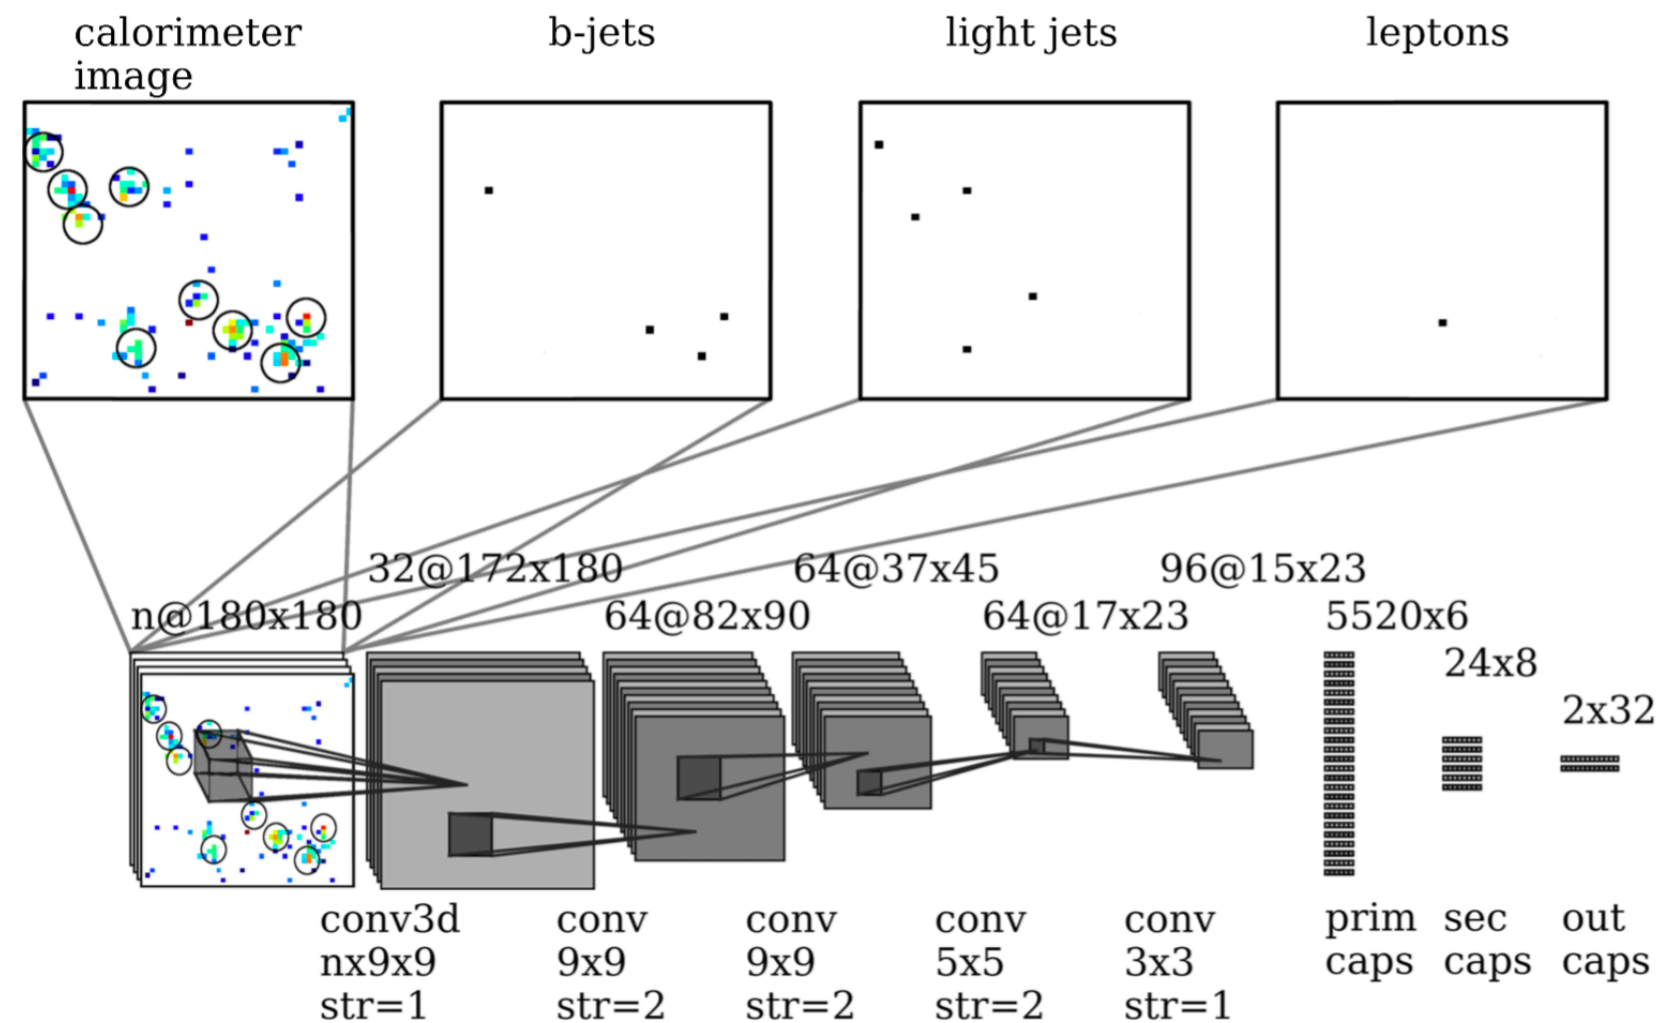 calorimeter
image
b-jets
light jets
leptons
32@172x180
64@37x45
96@15x23
n@180x180
64@82x90
64@17x23
5520x6
24x8
2x32
conv3d
nx9x9
str=1
conv
9x9
str=2
conv
9x9
str=2
conv
5x5
str=2
conv
3x3
str=1
prim
caps
sec
caps
out
caps